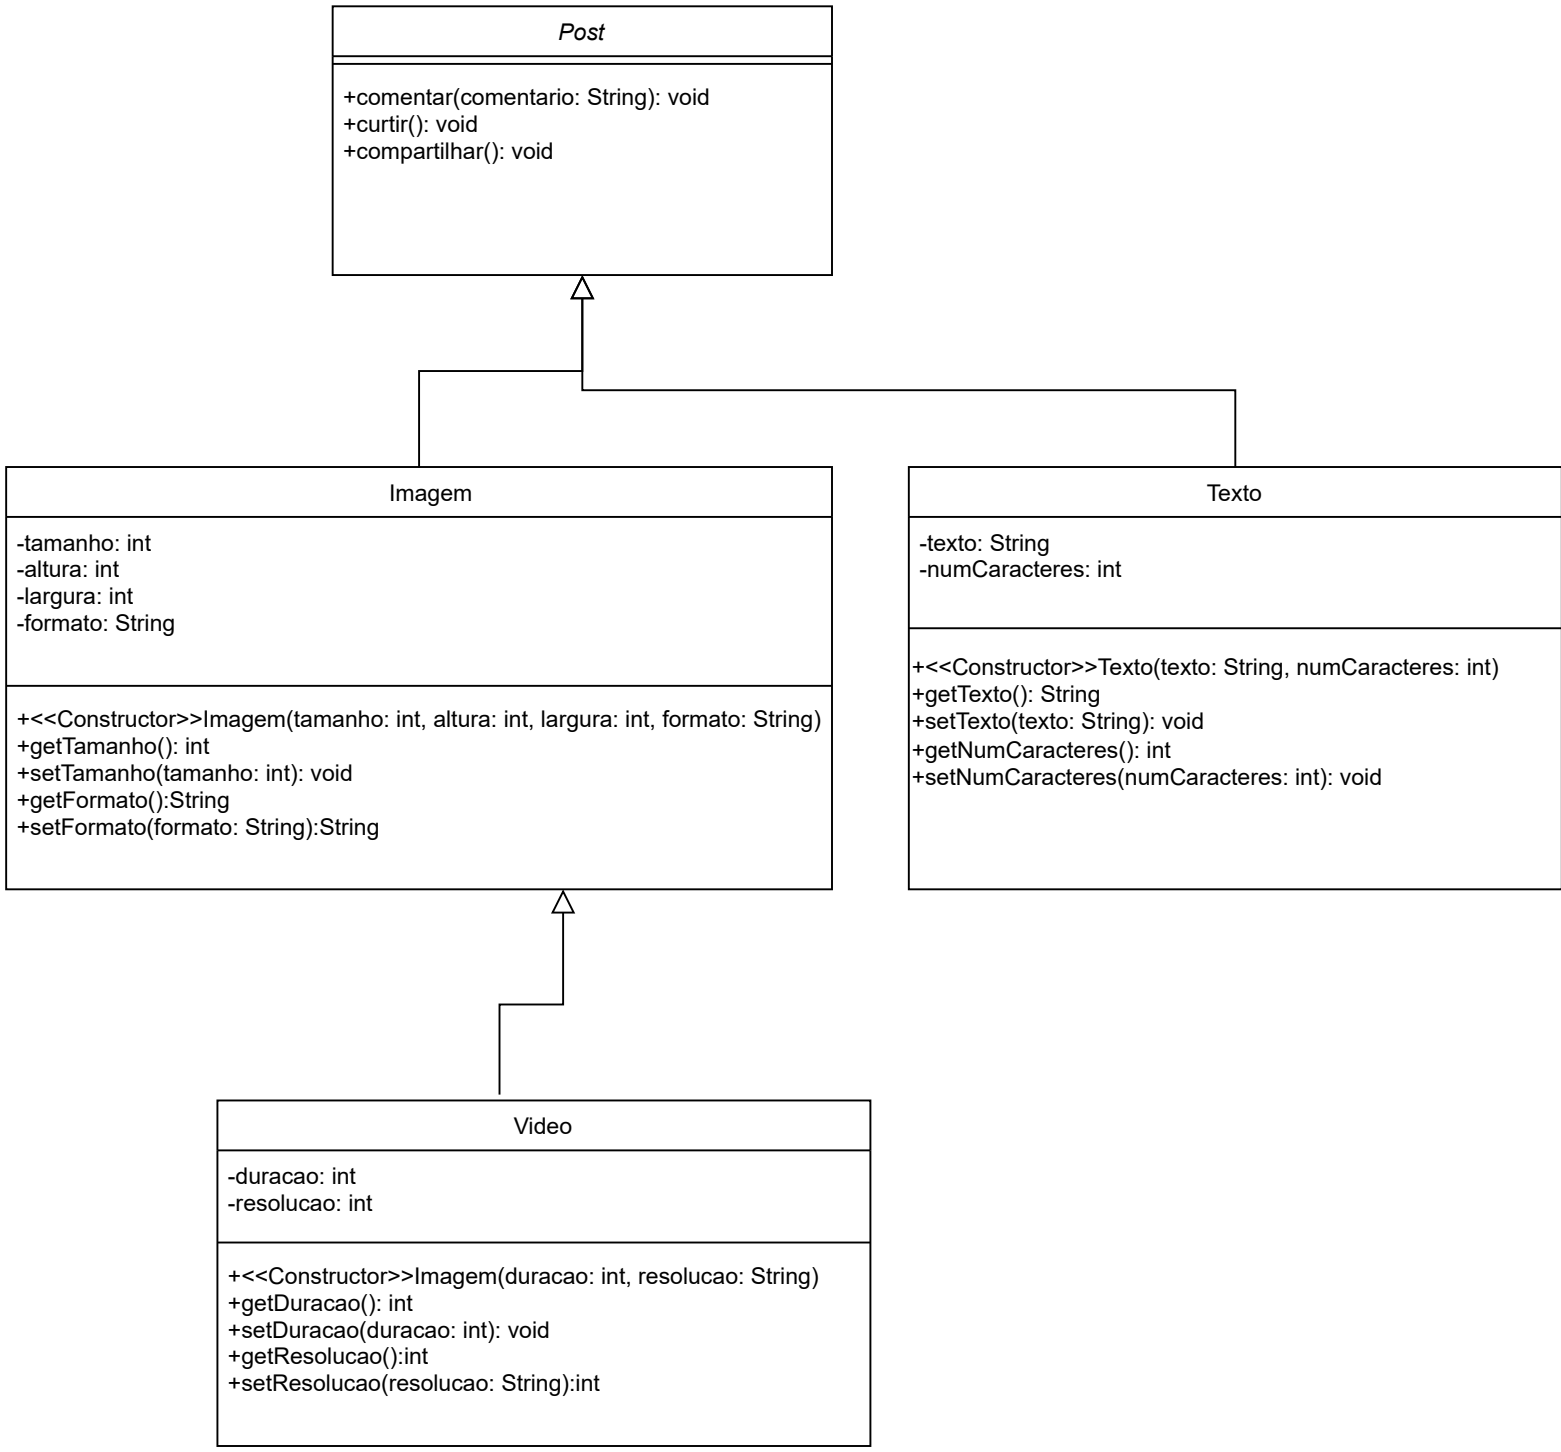 Post
+comentar(comentario: String): void
+curtir(): void
+compartilhar(): void
Imagem
-tamanho: int
-altura: int
-largura: int
-formato: String
+<<Constructor>>Imagem(tamanho: int, altura: int, largura: int, formato: String)
+getTamanho(): int
+setTamanho(tamanho: int): void
+getFormato():String
+setFormato(formato: String):String
Texto
-texto: String
-numCaracteres: int
+<<Constructor>>Texto(texto: String, numCaracteres: int)
+getTexto(): String
+setTexto(texto: String): void
+getNumCaracteres(): int
+setNumCaracteres(numCaracteres: int): void
Video
-duracao: int
-resolucao: int
+<<Constructor>>Imagem(duracao: int, resolucao: String)
+getDuracao(): int
+setDuracao(duracao: int): void
+getResolucao():int
+setResolucao(resolucao: String):int